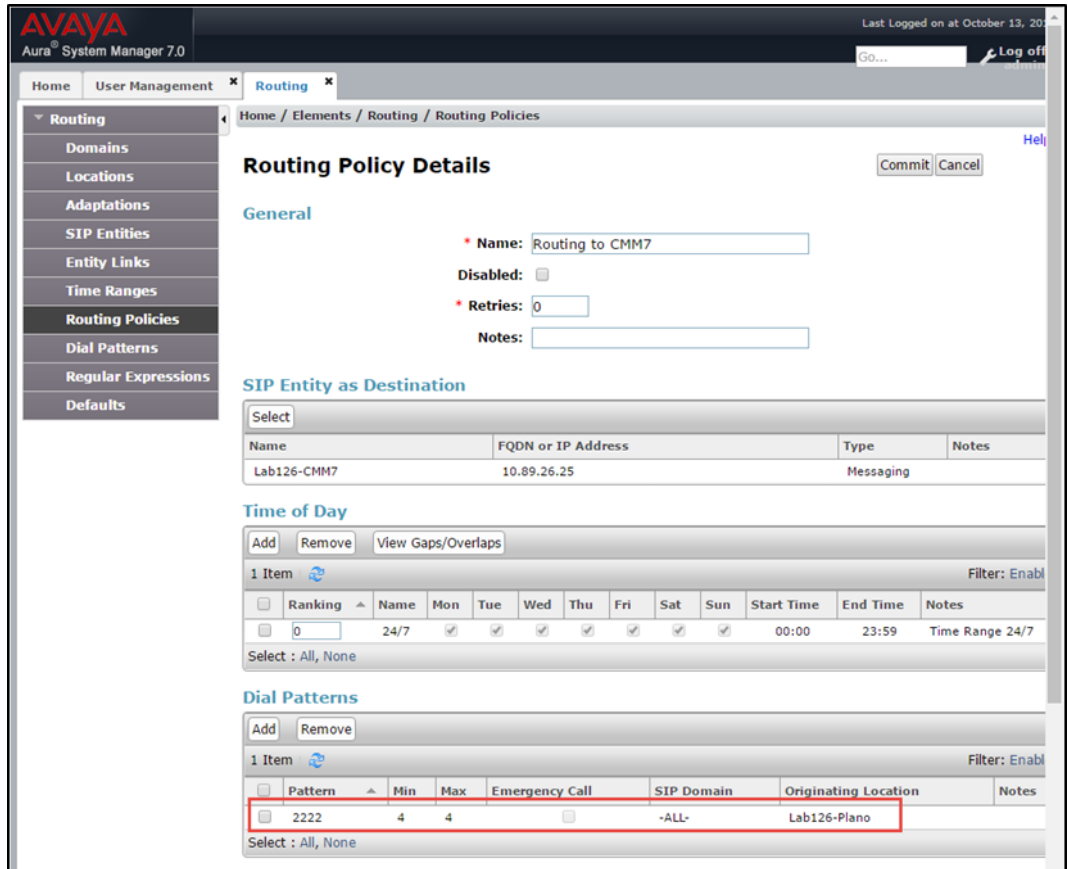 AVAYA
Aura® System Manager 7.0
Last Logged on at October 13, 201
Go...
Log off
admin
Home
User Management
Routing
Routing
Domains
Locations
Adaptations
SIP Entities
Entity Links
Time Ranges
Routing Policies
Dial Patterns
Regular Expressions
Defaults
Home / Elements / Routing / Routing Policies
Help
Routing Policy Details
Commit Cancel
General
* Name: Routing to CMM7
Disabled:
* Retries: 0
Notes:
SIP Entity as Destination
Select
Name FQDN or IP Address Type Notes
Lab126-CMM7 10.89.26.25 Messaging
Time of Day
Add Remove View Gaps/Overlaps
1 Item Filter: Enabl
Ranking Name Mon Tue Wed Thu Fri Sat Sun Start Time End Time Notes
0 24/7 00:00 23:59 Time Range 24/7
Select : All, None
Dial Patterns
Add Remove
1 Item Filter: Enabl
Pattern Min Max Emergency Call SIP Domain Originating Location Notes
2222 4 4 -ALL- Lab126-Plano
Select : All, None